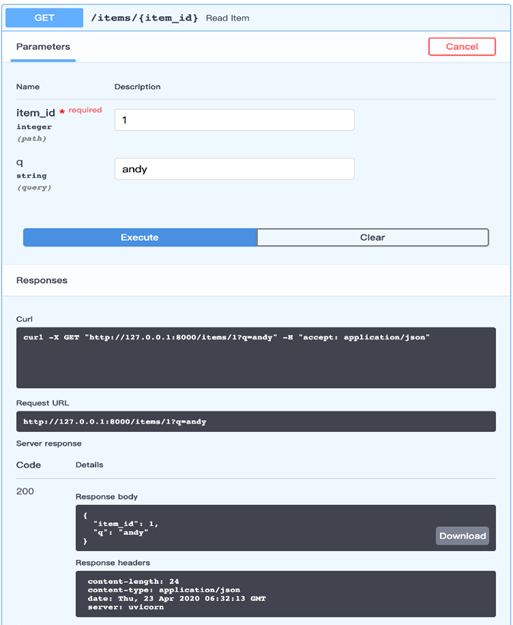 GET /items/{item_id} Read Item
Parameters Cancel
Name Description
item_id * required 1
integer
(path)
q andy
string
(query)
Execute Clear
Responses
Curl
curl -X GET "http://127.0.0.1:8000/items/1?q=andy" -H "accept: application/json"
Request URL
http://127.0.0.1:8000/items/1?q=andy
Server response
Code Details
200
Response body
{
"item_id": 1,
"q": "andy"
}
Download
Response headers
content-length: 24
content-type: application/json
date: Thu, 23 Apr 2020 06:32:13 GMT
server: uvicorn